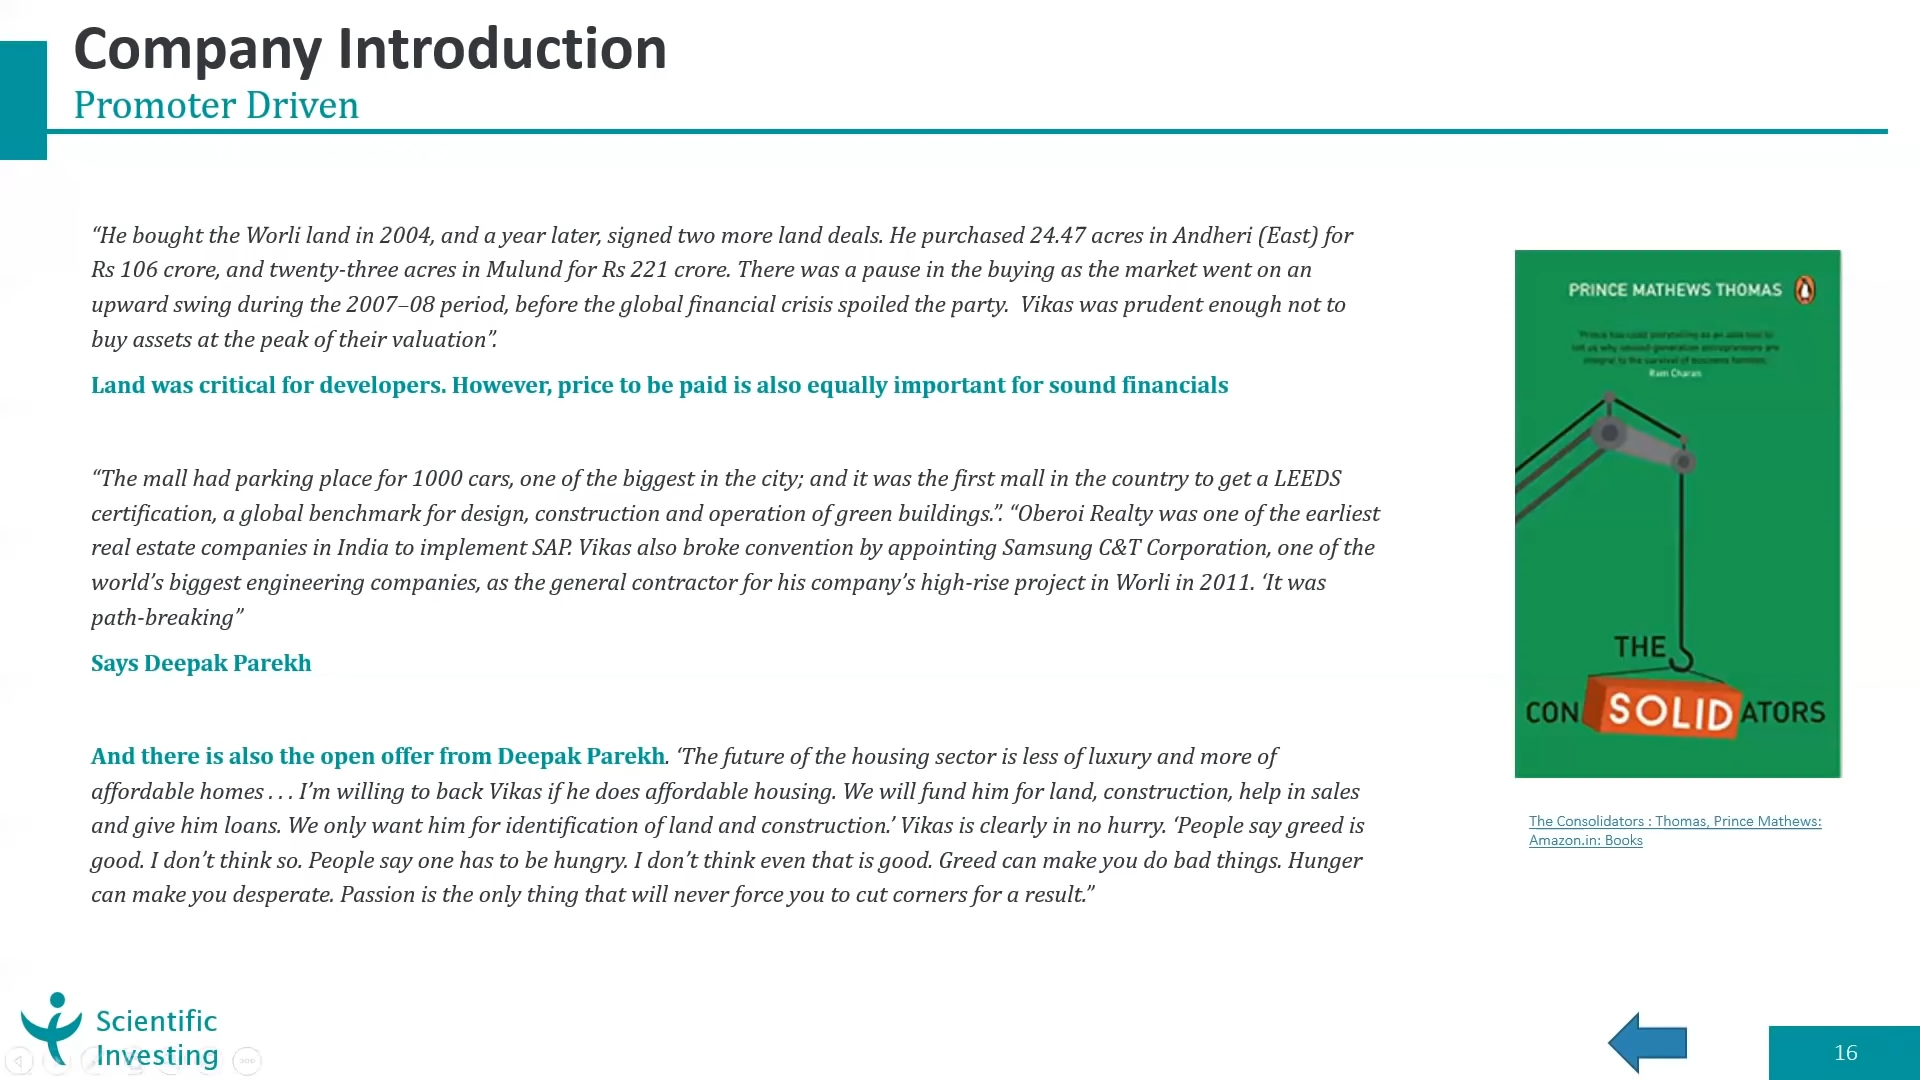 Company Introduction
Promoter Driven
“He bought the Worli land in 2004, and a year later, signed two more land deals. He purchased 24.47 acres in Andheri (East) for
Rs 106 crore, and twenty-three acres in Mulund for Rs 221 crore. There was a pause in the buying as the market went on an
upward swing during the 2007–08 period, before the global financial crisis spoiled the party.  Vikas was prudent enough not to
buy assets at the peak of their valuation”.
Land was critical for developers. However, price to be paid is also equally important for sound financials
“The mall had parking place for 1000 cars, one of the biggest in the city; and it was the first mall in the country to get a LEEDS
certification, a global benchmark for design, construction and operation of green buildings.”. “Oberoi Realty was one of the earliest
real estate companies in India to implement SAP. Vikas also broke convention by appointing Samsung C&T Corporation, one of the
world’s biggest engineering companies, as the general contractor for his company’s high-rise project in Worli in 2011. ‘It was
path-breaking”
Says Deepak Parekh
And there is also the open offer from Deepak Parekh. ‘The future of the housing sector is less of luxury and more of
affordable homes . . . I’m willing to back Vikas if he does affordable housing. We will fund him for land, construction, help in sales
and give him loans. We only want him for identification of land and construction.’ Vikas is clearly in no hurry. ‘People say greed is
good. I don’t think so. People say one has to be hungry. I don’t think even that is good. Greed can make you do bad things. Hunger
can make you desperate. Passion is the only thing that will never force you to cut corners for a result.”
PRINCE MATHEWS THOMAS
Ram Charan
THE
CONSOLIDATORS
The Consolidators : Thomas, Prince Mathews:
Amazon.in: Books
Scientific
Investing
16